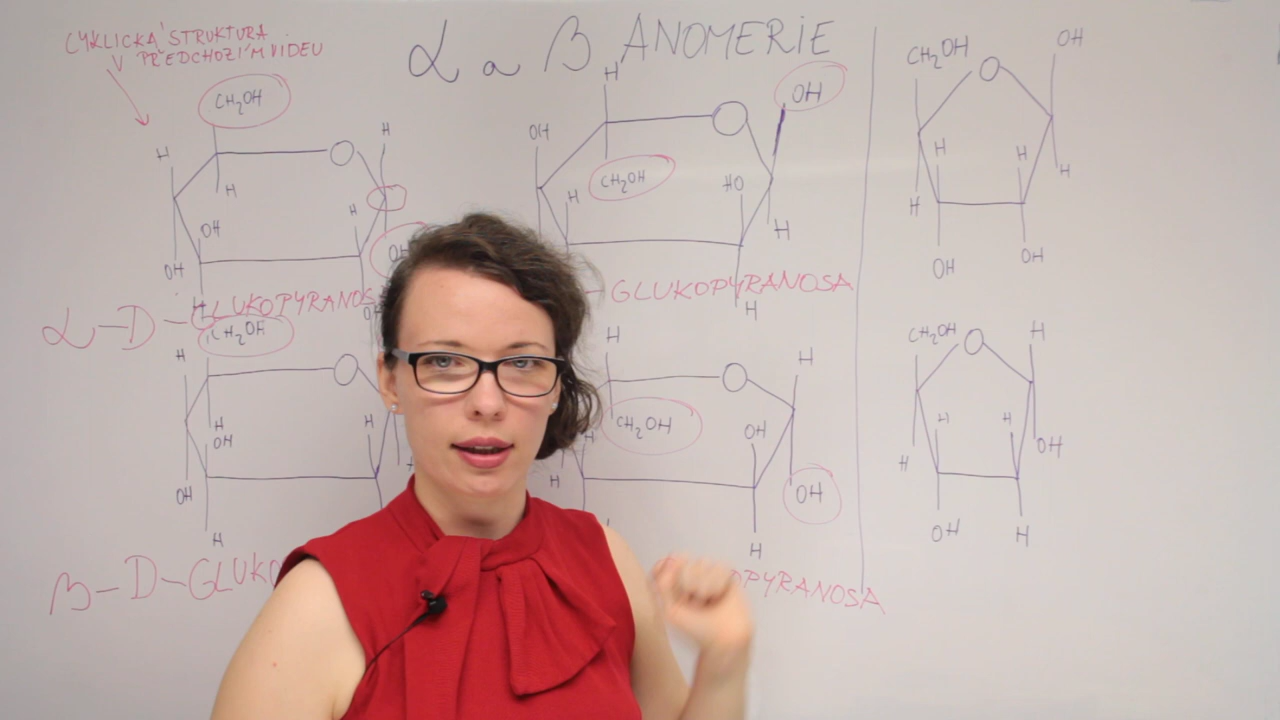 CYKLICKÁ STRUKTURA
V PŘEDCHOZÍM VIDEU
α a β ANOMERIE
CH₂OH
H
H
H
OH
OH
H
OH
H
OH
α-D-GLUKOPYRANOS
H
OH
OH
CH₂OH
H
HO
H
H
- GLUKOPYRANOSA
CH₂OH
H
H
OH
OH
H
H
β-D-GLUKO
H
H
CH₂OH
OH
H
H
OH
H
OPYRANOSA
CH₂OH
O
OH
H
H
H
H
OH
OH
CH₂OH
O
H
H
H
H
OH
OH
H